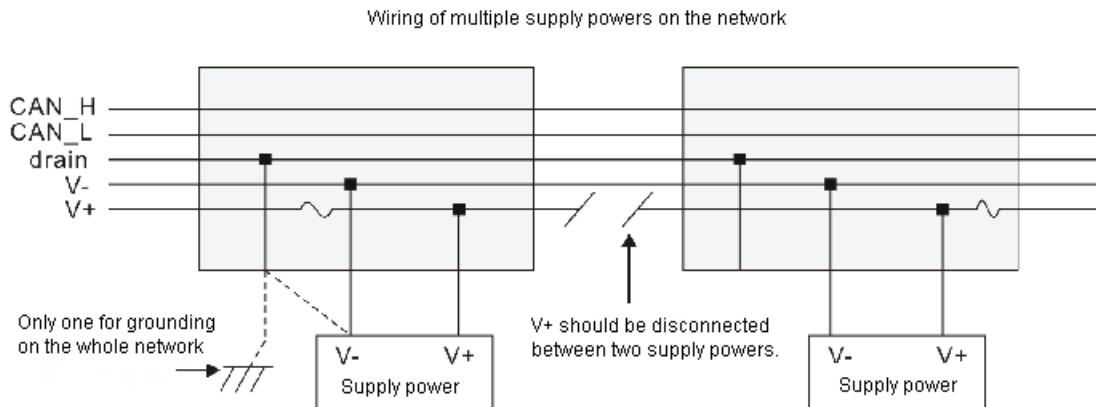 Wiring of multiple supply powers on the network
CAN_H
CAN_L
drain
V-
V+
Only one for grounding
on the whole network
V+ should be disconnected
between two supply powers.
V- V+
Supply power
V- V+
Supply power